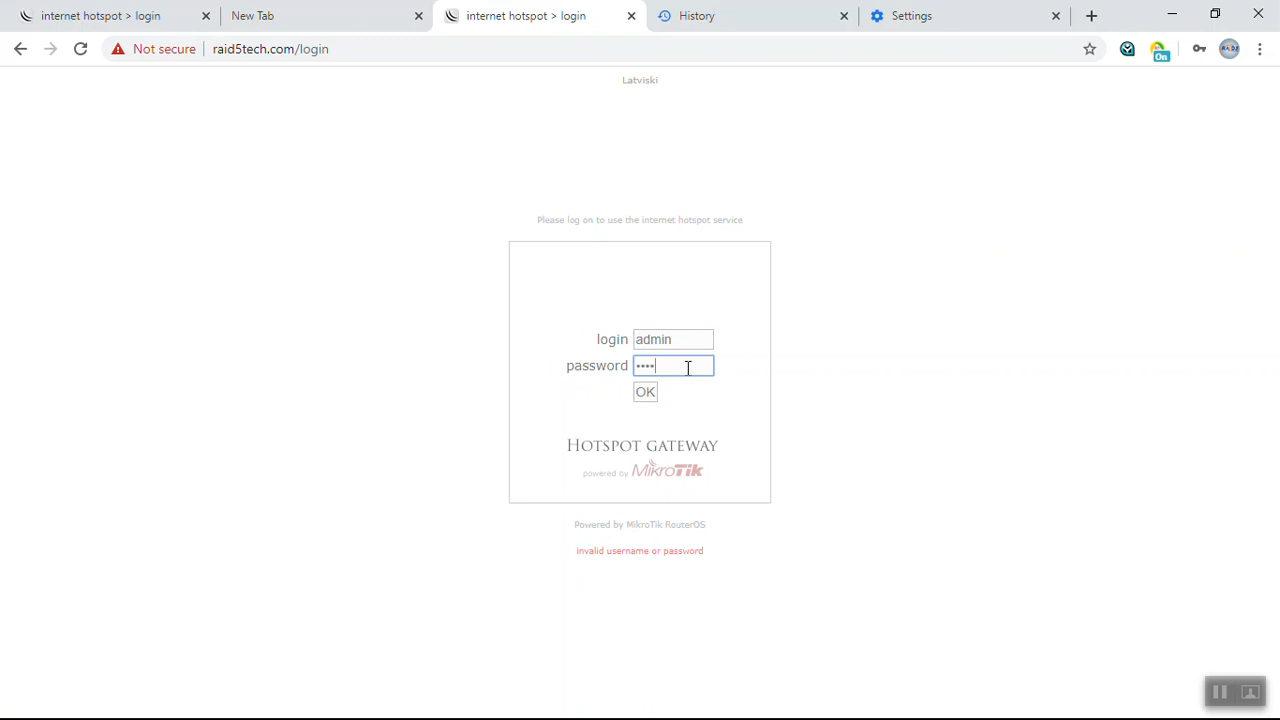 internet hotspot > login
New Tab
internet hotspot > login
History
Settings
Not secure
raid5tech.com/login
On
Latviski
Please log on to use the internet hotspot service
login admin
password ••••
OK
HOTSPOT GATEWAY
powered by MikroTik
Powered by MikroTik RouterOS
invalid username or password